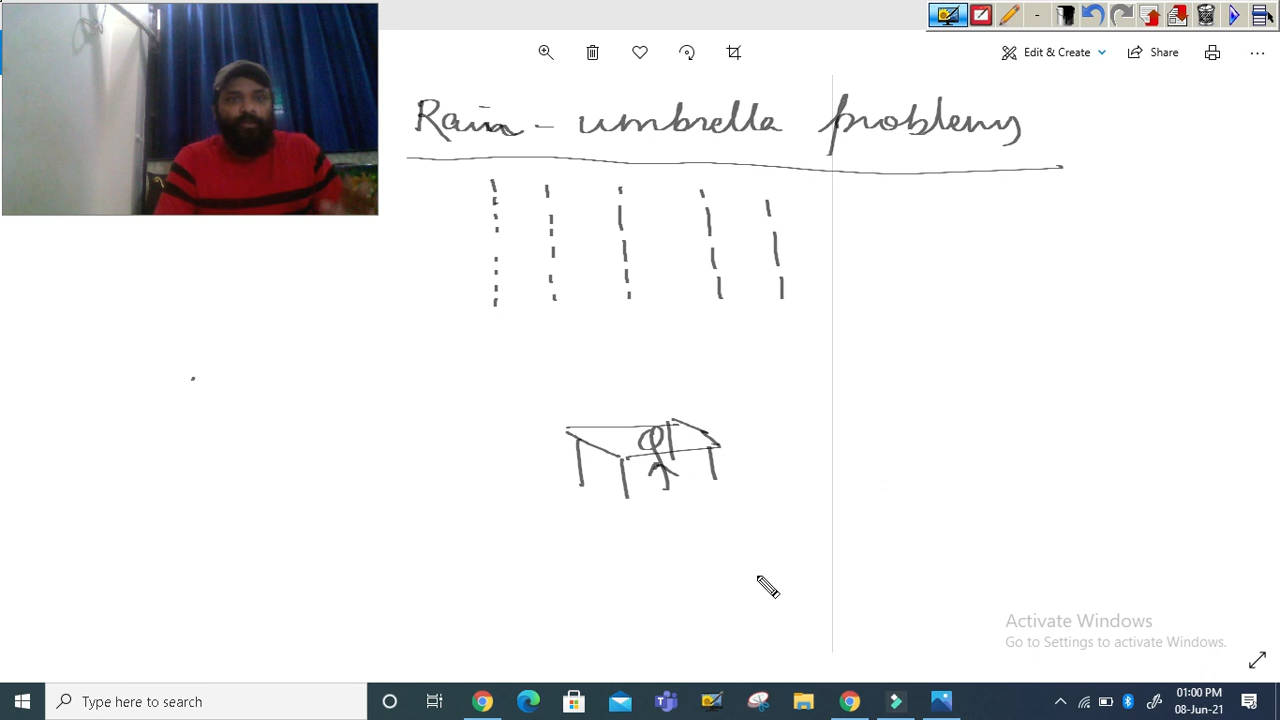 Edit & Create
Share
Rain - umbrella problems
Activate Windows
Go to Settings to activate Windows.
Type here to search
01:00 PM
08-Jun-21